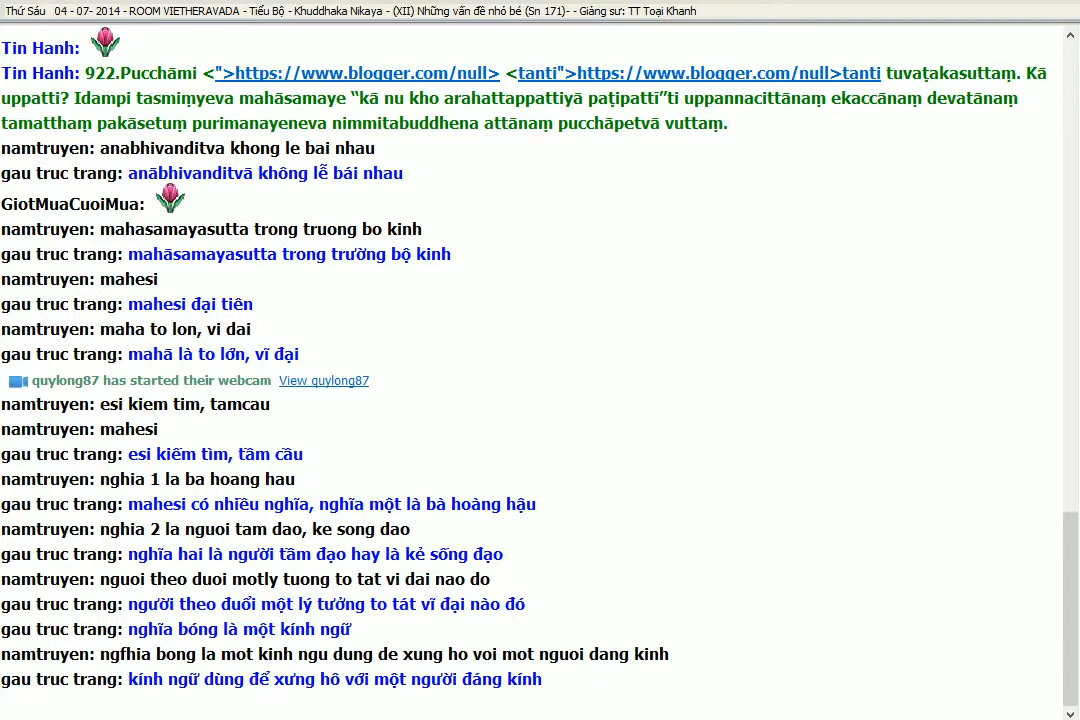 Thứ Sáu 04 - 07- 2014 - ROOM VIETHERAVADA - Tiểu Bộ - Khuddhaka Nikaya - (XII) Những vấn đề nhỏ bé (Sn 171)- - Giảng sư: TT Toại Khanh
Tin Hanh:
Tin Hanh: 922.Pucchāmi <">https://www.blogger.com/null> <tanti">https://www.blogger.com/null>tanti tuvaṭakasuttaṃ. Kā
uppatti? Idampi tasmiṃyeva mahāsamaye “kā nu kho arahattappattiyā paṭipattī”ti uppannacittānaṃ ekaccānaṃ devatānaṃ
tamatthaṃ pakāsetuṃ purimanayeneva nimmitabuddhena attānaṃ pucchāpetvā vuttaṃ.
namtruyen: anabhivanditva khong le bai nhau
gau truc trang: anābhivanditvā không lễ bái nhau
GiotMuaCuoiMua:
namtruyen: mahasamayasutta trong truong bo kinh
gau truc trang: mahāsamayasutta trong trường bộ kinh
namtruyen: mahesi
gau truc trang: mahesi đại tiên
namtruyen: maha to lon, vi dai
gau truc trang: mahā là to lớn, vĩ đại
quylong87 has started their webcam View quylong87
namtruyen: esi kiem tim, tamcau
namtruyen: mahesi
gau truc trang: esi kiếm tìm, tầm cầu
namtruyen: nghia 1 la ba hoang hau
gau truc trang: mahesi có nhiều nghĩa, nghĩa một là bà hoàng hậu
namtruyen: nghia 2 la nguoi tam dao, ke song dao
gau truc trang: nghĩa hai là người tầm đạo hay là kẻ sống đạo
namtruyen: nguoi theo duoi motly tuong to tat vi dai nao do
gau truc trang: người theo đuổi một lý tưởng to tát vĩ đại nào đó
gau truc trang: nghĩa bóng là một kính ngữ
namtruyen: ngfhia bong la mot kinh ngu dung de xung ho voi mot nguoi dang kinh
gau truc trang: kính ngữ dùng để xưng hô với một người đáng kính